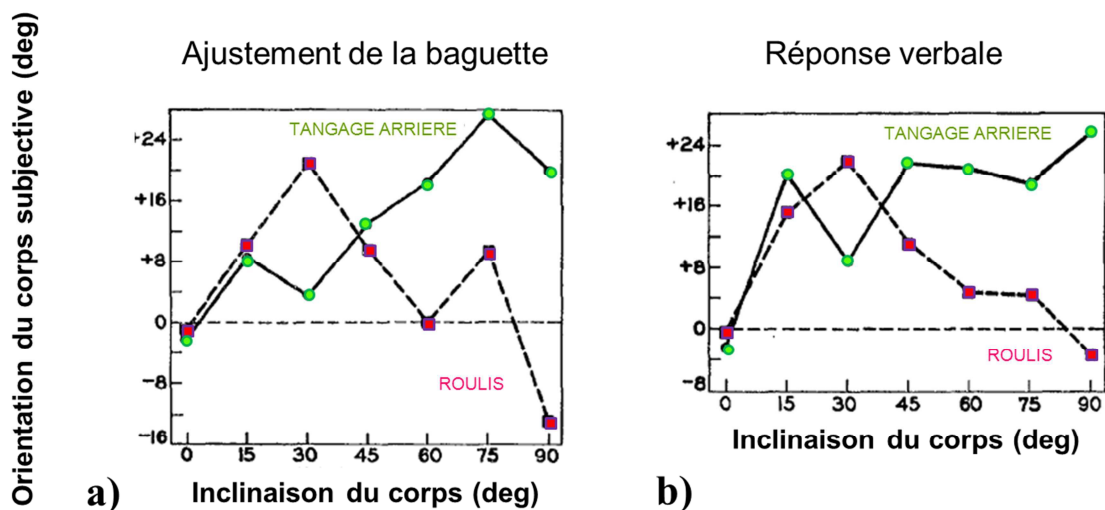 Orientation du corps subjective (deg)
Ajustement de la baguette
+24
+16
+8
0
-8
-16
TANGAGE ARRIERE
ROULIS
0 15 30 45 60 75 90
a) Inclinaison du corps (deg)
Réponse verbale
+24
+16
+8
0
-8
TANGAGE ARRIERE
ROULIS
0 15 30 45 60 75 90
b) Inclinaison du corps (deg)